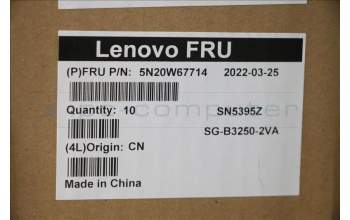 Lenovo FRU
(P)FRU P/N: 5N20W67714 2022-03-25
Quantity: 10 SN5395Z
SG-B3250-2VA
(4L)Origin: CN
Made in China